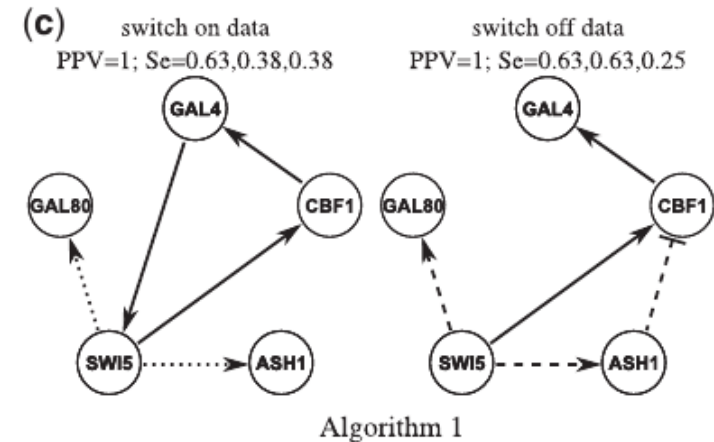 (c)
switch on data
PPV=1; Se=0.63,0.38,0.38
GAL4
GAL80
CBF1
SWI5
ASH1
switch off data
PPV=1; Se=0.63,0.63,0.25
GAL4
GAL80
CBF1
SWI5
ASH1
Algorithm 1